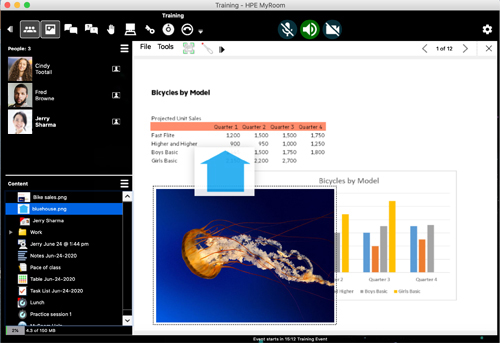 Training - HPE MyRoom
Training
People: 3
Cindy
Tootall
Fred
Browne
Jerry
Sharma
Content
Bike sales.png
bluehouse.png
Jerry Sharma
Work
Jerry June 24 @ 1:44 pm
Notes Jun-24-2020
Pace of class
Table Jun-24-2020
Task List Jun-24-2020
Lunch
Practice session 1
2%
4.3 of 150 MB
File Tools
1 of 12
Bicycles by Model
Projected Unit Sales
Quarter 1 Quarter 2 Quarter 3 Quarter 4
Fast Flite 1,200 1,500 1,500 1,750
Higher and Higher 900 950 1,000 1,250
Boys Basic 1,500 1,750 1,800
Girls Basic 2,200 2,700
Bicycles by Model
2 Quarter 3 Quarter 4
and Higher Boys Basic Girls Basic
Event starts in 15:12 Training Event